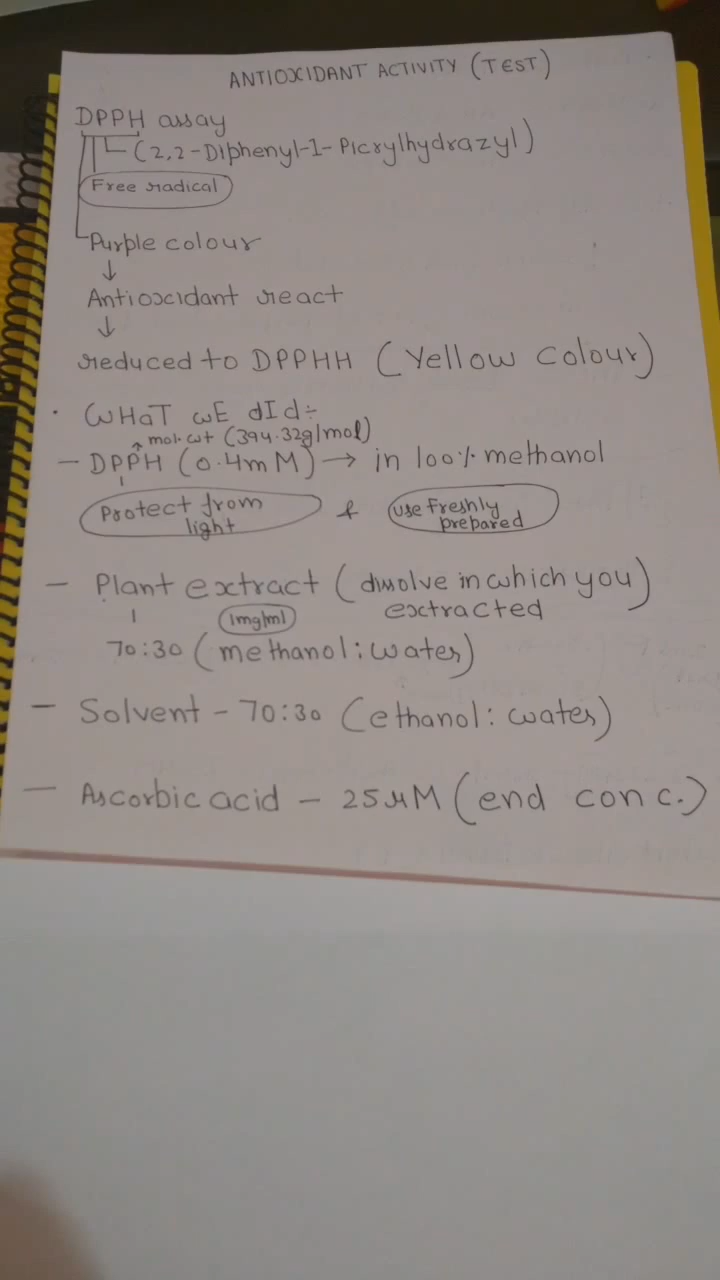 ANTIOXIDANT ACTIVITY (TEST)
DPPH assay
(2,2-Diphenyl-1-Picrylhydrazyl)
Free radical
Purple colour
↓
Antioxidant react
↓
reduced to DPPHH (Yellow colour)
· WHaT wE dId÷
mol. wt (394.32g/mol)
- DPPH (0.4mM) → in 100% methanol
Protect from light & use freshly prepared
- Plant extract (dissolve in which you extracted
1mg/ml
70:30 (methanol:water)
- Solvent - 70:30 (ethanol: water)
- Ascorbic acid - 25 µM (end conc.)